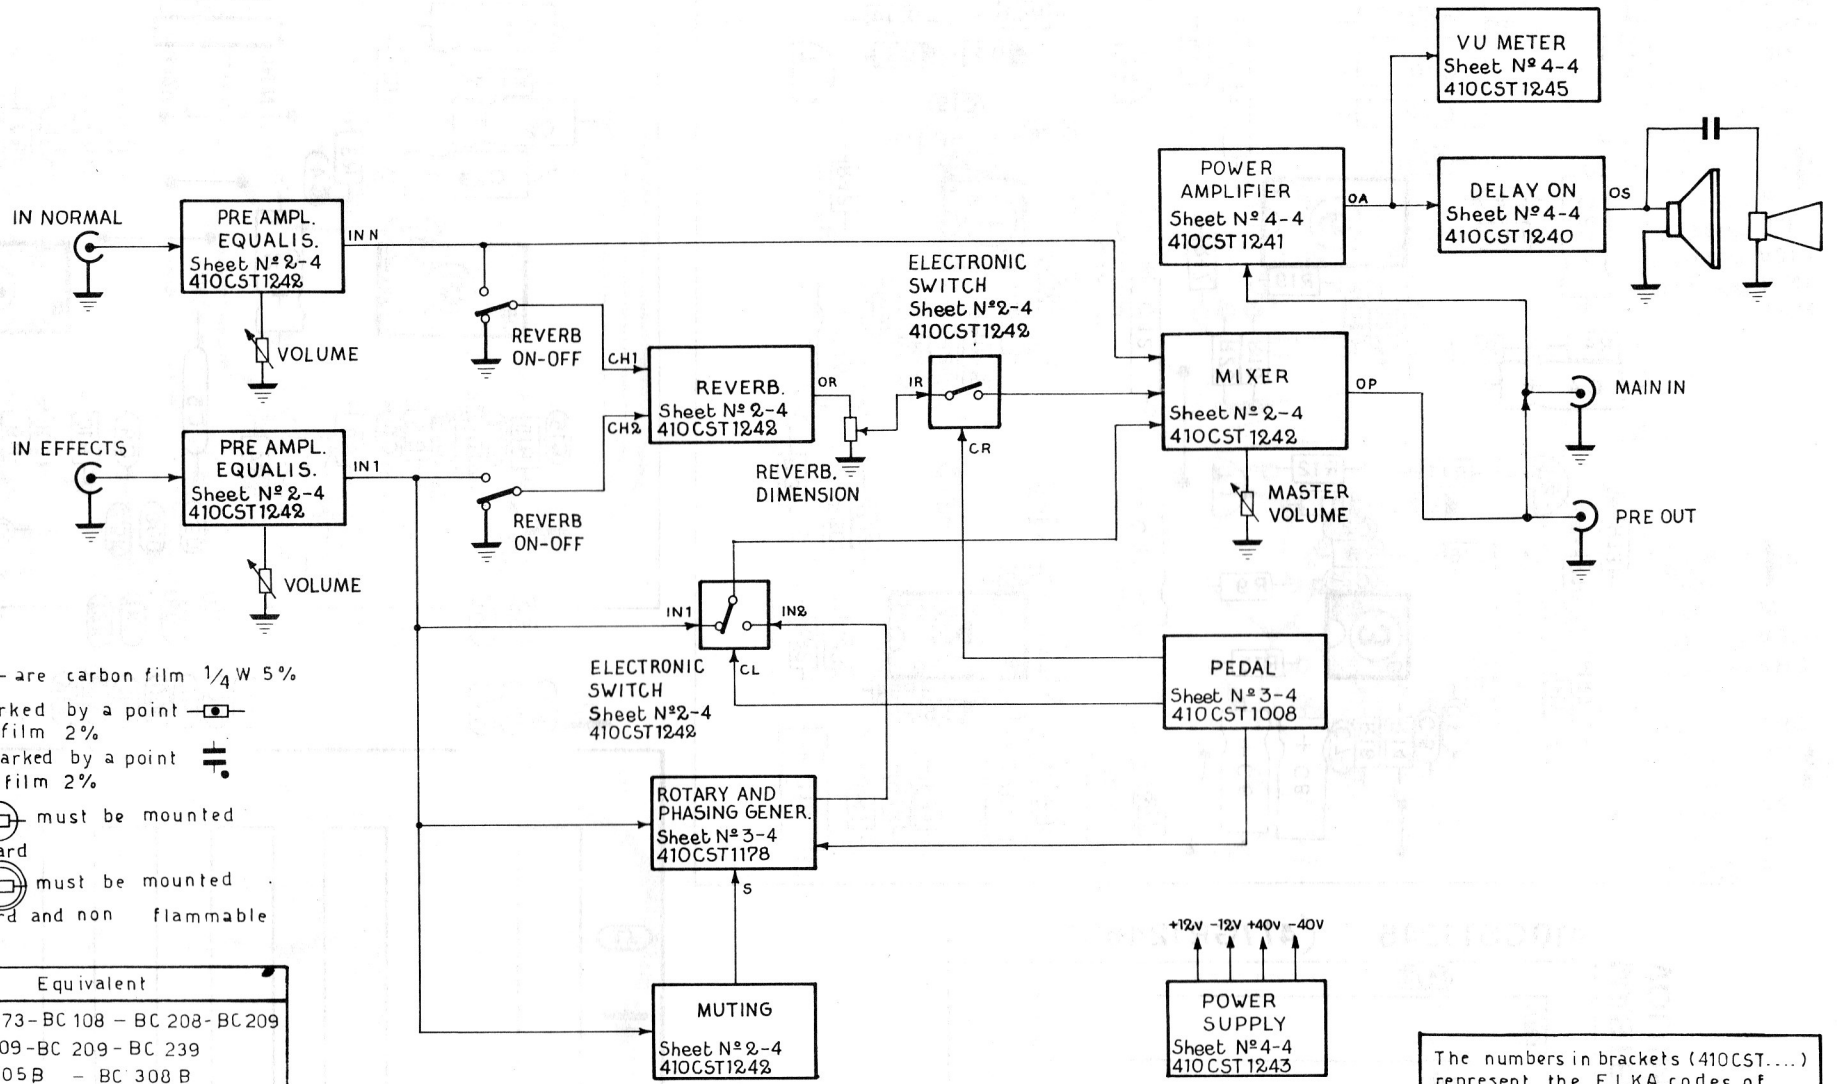 VU METER
Sheet Nº 4-4
410CST1245
POWER
AMPLIFIER
Sheet Nº 4-4
410CST1241
OA
DELAY ON
Sheet Nº 4-4
410CST1240
OS
IN NORMAL
PRE AMPL.
EQUALIS.
Sheet Nº 2-4
410CST1242
IN N
VOLUME
REVERB
ON-OFF
ELECTRONIC
SWITCH
Sheet Nº 2-4
410CST1242
CH1
CH2
REVERB.
Sheet Nº 2-4
410CST1242
OR
IR
CR
REVERB.
DIMENSION
MIXER
Sheet Nº 2-4
410CST1242
OP
MAIN IN
MASTER
VOLUME
PRE OUT
IN EFFECTS
PRE AMPL.
EQUALIS.
Sheet Nº 2-4
410CST1242
IN1
VOLUME
REVERB
ON-OFF
IN1
IN2
CL
ELECTRONIC
SWITCH
Sheet Nº 2-4
410CST1242
PEDAL
Sheet Nº 3-4
410CST1008
ROTARY AND
PHASING GENER.
Sheet Nº 3-4
410CST1178
S
MUTING
Sheet Nº 2-4
410CST1242
+12V -12V +40V -40V
POWER
SUPPLY
Sheet Nº 4-4
410CST1243
- are carbon film 1/4 W 5%
rked by a point
film 2%
arked by a point
film 2%
must be mounted
ard
must be mounted
rd and non flammable
Equivalent
73-BC 108 - BC 208-BC 209
09-BC 209-BC 239
05B - BC 308 B
The numbers in brackets (410CST....)
represent the ELKA codes of